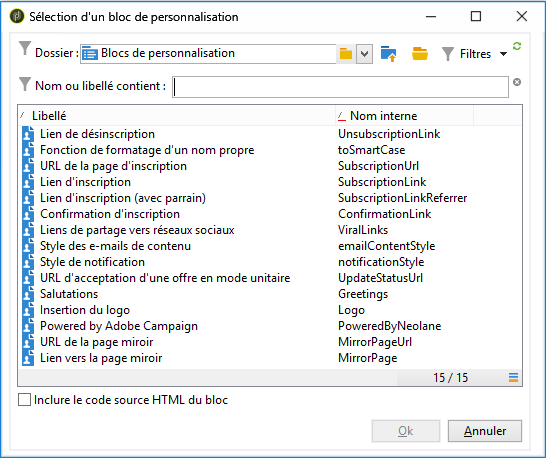 Sélection d'un bloc de personnalisation
Dossier : Blocs de personnalisation Filtres
Nom ou libellé contient :
Libellé Nom interne
Lien de désinscription UnsubscriptionLink
Fonction de formatage d'un nom propre toSmartCase
URL de la page d'inscription SubscriptionUrl
Lien d'inscription SubscriptionLink
Lien d'inscription (avec parrain) SubscriptionLinkReferrer
Confirmation d'inscription ConfirmationLink
Liens de partage vers réseaux sociaux ViralLinks
Style des e-mails de contenu emailContentStyle
Style de notification notificationStyle
URL d'acceptation d'une offre en mode unitaire UpdateStatusUrl
Salutations Greetings
Insertion du logo Logo
Powered by Adobe Campaign PoweredByNeolane
URL de la page miroir MirrorPageUrl
Lien vers la page miroir MirrorPage
15 / 15
Inclure le code source HTML du bloc
Ok Annuler